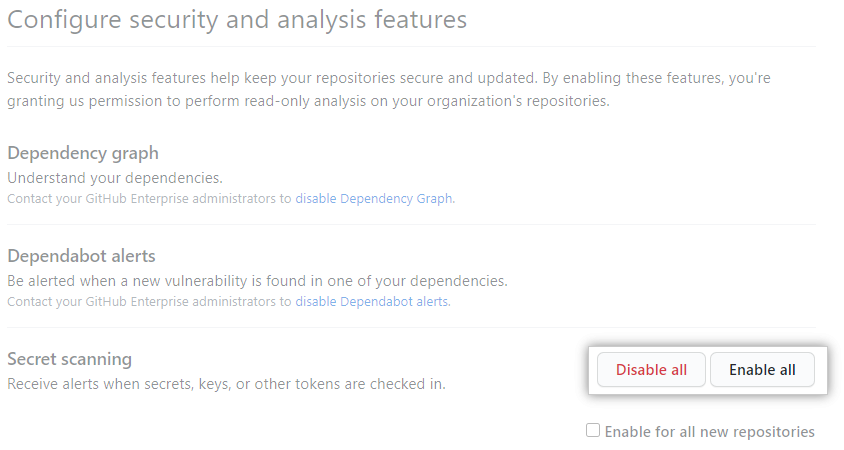 Configure security and analysis features
Security and analysis features help keep your repositories secure and updated. By enabling these features, you're
granting us permission to perform read-only analysis on your organization's repositories.
Dependency graph
Understand your dependencies.
Contact your GitHub Enterprise administrators to disable Dependency Graph.
Dependabot alerts
Be alerted when a new vulnerability is found in one of your dependencies.
Contact your GitHub Enterprise administrators to disable Dependabot alerts.
Secret scanning
Receive alerts when secrets, keys, or other tokens are checked in.
Disable all Enable all
Enable for all new repositories